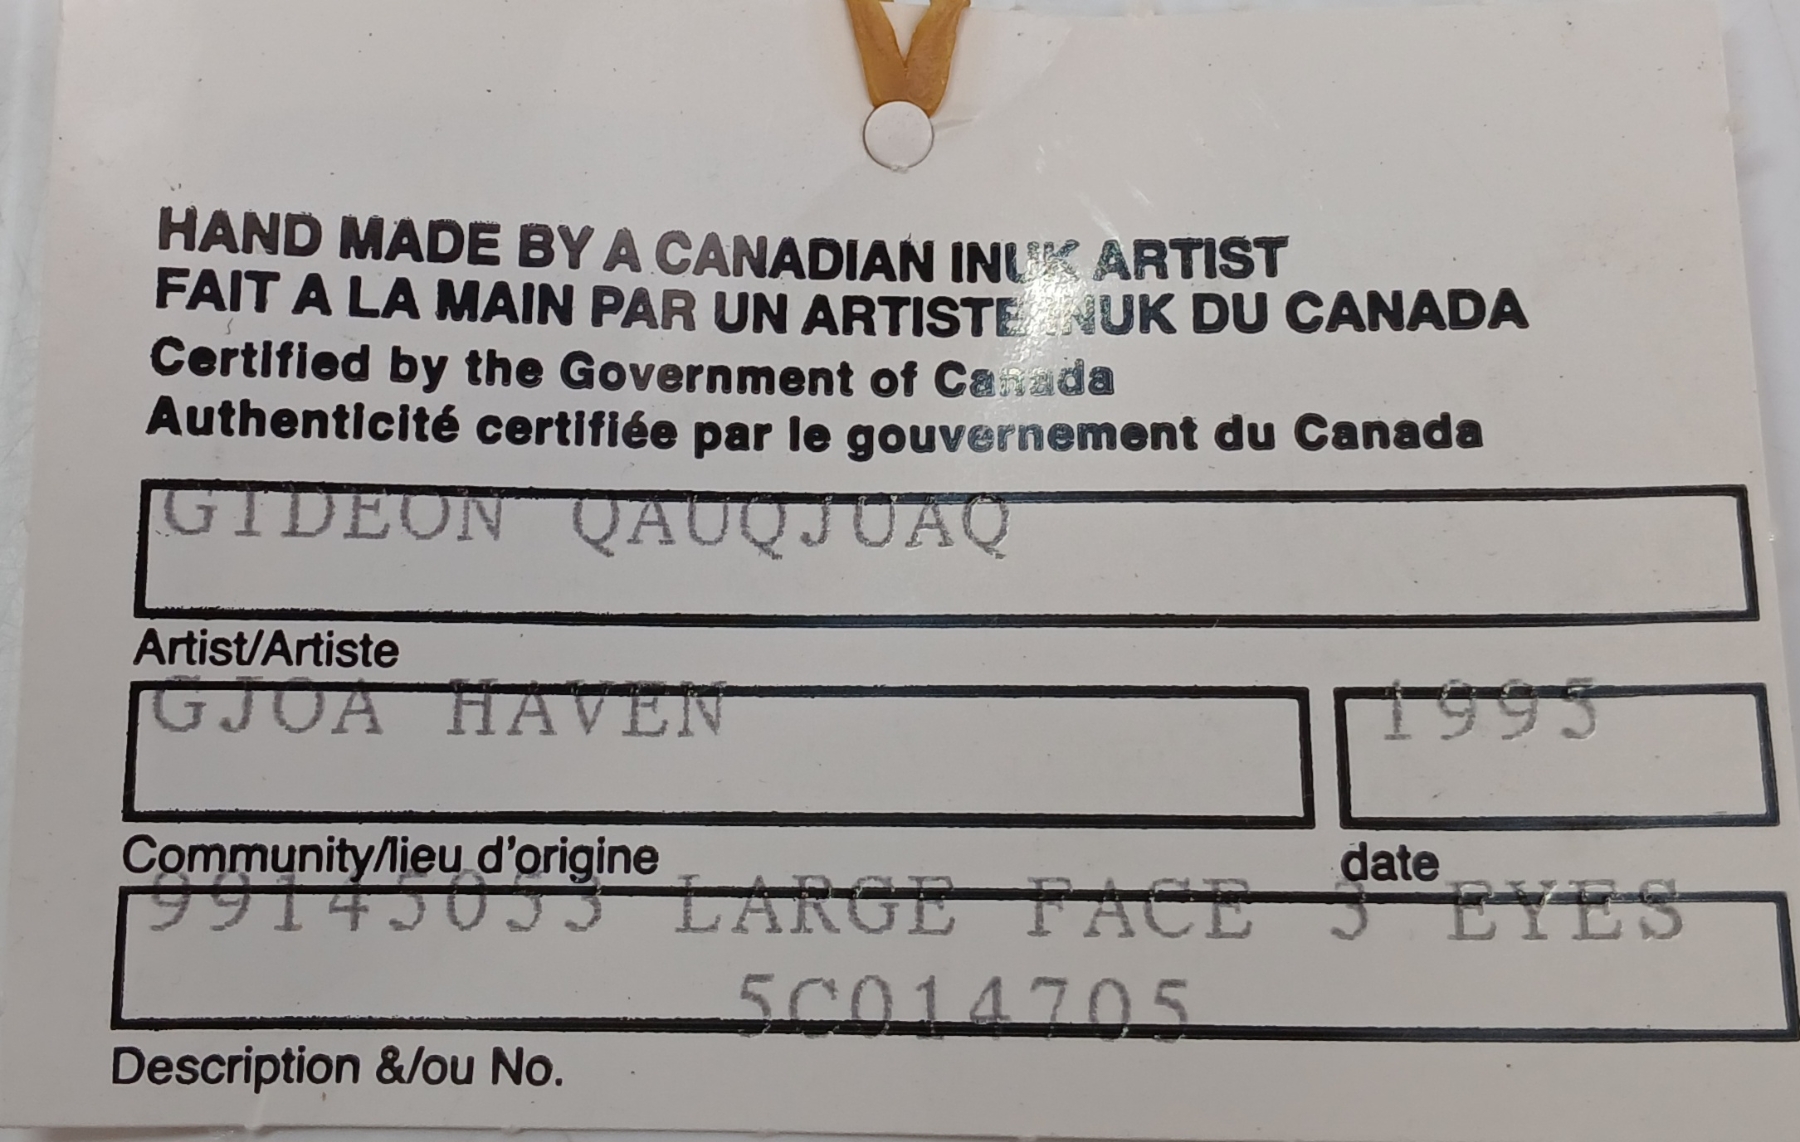 HAND MADE BY A CANADIAN INUK ARTIST
FAIT A LA MAIN PAR UN ARTISTE INUK DU CANADA
Certified by the Government of Canada
Authenticité certifiée par le gouvernement du Canada
GIDEON QAUQJUAQ
Artist/Artiste
GJOA HAVEN
1995
Community/lieu d'origine
date
99145053 LARGE FACE 3 EYES
5C014705
Description &/ou No.